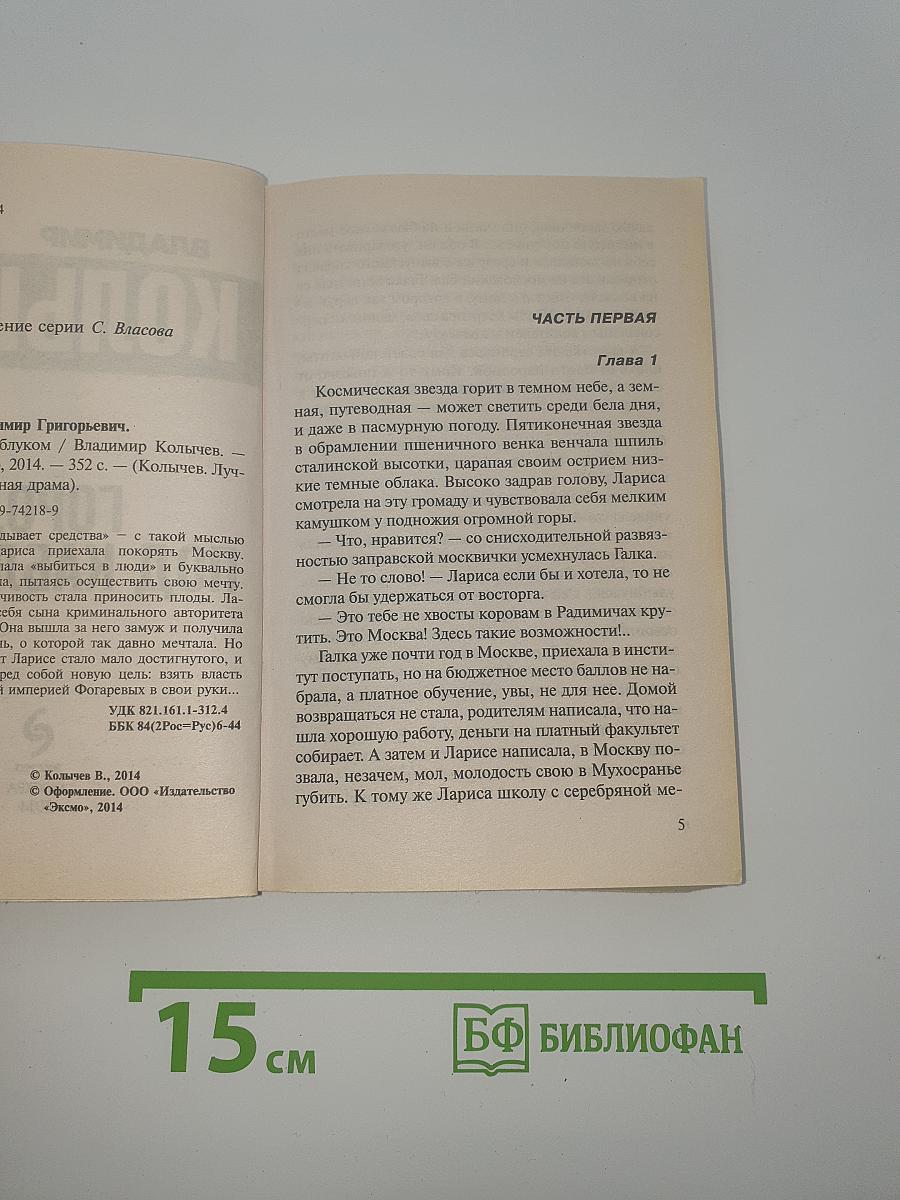 4
ение серии С. Власова
имир Григорьевич.
блуком / Владимир Колычев. —
, 2014. — 352 с. — (Колычев. Луч-
ная драма).
9-74218-9
дывает средства» — с такой мыслью
ариса приехала покорять Москву.
лала «выбиться в люди» и буквально
ла, пытаясь осуществить свою мечту.
чивость стала приносить плоды. Ла-
себя сына криминального авторитета
Она вышла за него замуж и получила
нь, о которой так давно мечтала. Но
т Ларисе стало мало достигнутого, и
ред собой новую цель: взять власть
й империей Фогаревых в свои руки...
УДК 821.161.1-312.4
ББК 84(2Рос=Рус)6-44
© Колычев В., 2014
© Оформление. ООО «Издательство
«Эксмо», 2014
ЧАСТЬ ПЕРВАЯ
Глава 1
Космическая звезда горит в темном небе, а зем-
ная, путеводная — может светить среди бела дня,
и даже в пасмурную погоду. Пятиконечная звезда
в обрамлении пшеничного венка венчала шпиль
сталинской высотки, царапая своим острием низ-
кие темные облака. Высоко задрав голову, Лариса
смотрела на эту громаду и чувствовала себя мелким
камушком у подножия огромной горы.
— Что, нравится? — со снисходительной развяз-
ностью заправской москвички усмехнулась Галка.
— Не то слово! — Лариса если бы и хотела, то не
смогла бы удержаться от восторга.
— Это тебе не хвосты коровам в Радимичах кру-
тить. Это Москва! Здесь такие возможности!..
Галка уже почти год в Москве, приехала в инсти-
тут поступать, но на бюджетное место баллов не на-
брала, а платное обучение, увы, не для нее. Домой
возвращаться не стала, родителям написала, что на-
шла хорошую работу, деньги на платный факультет
собирает. А затем и Ларисе написала, в Москву по-
звала, незачем, мол, молодость свою в Мухосранье
губить. К тому же Лариса школу с серебряной ме-
5
15 см
БФ БИБЛИОФАН